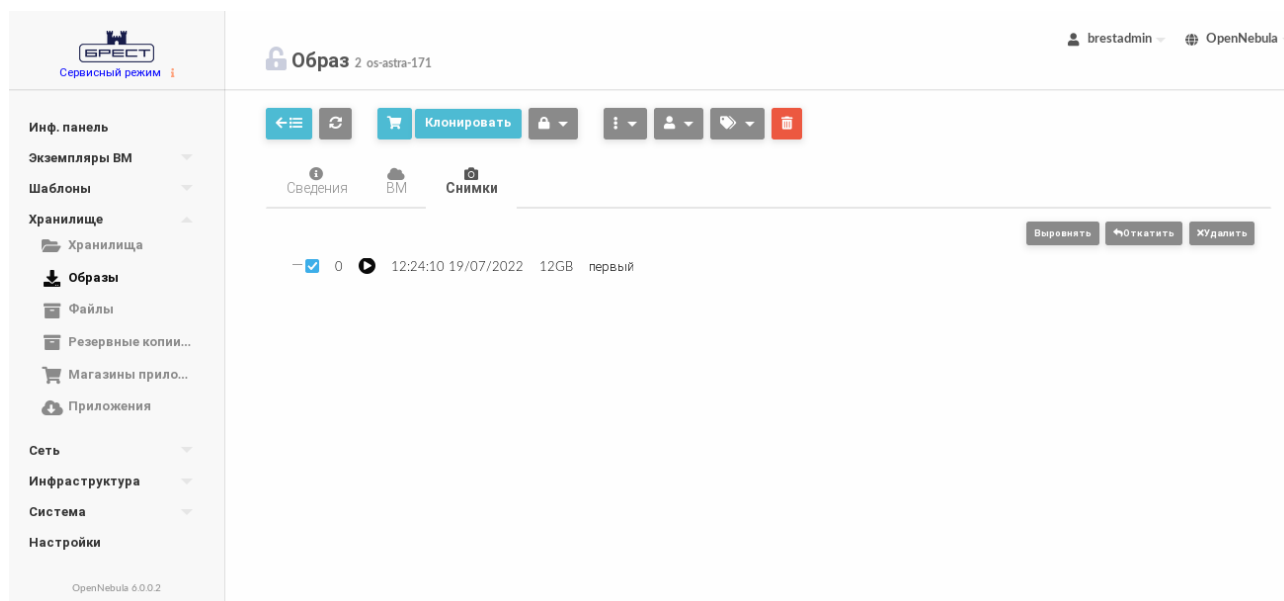 БРЕСТ
Сервисный режим
brestadmin
OpenNebula
Образ 2 os-astra-171
Инф. панель
Экземпляры ВМ
Шаблоны
Хранилище
Хранилища
Образы
Файлы
Резервные копии...
Магазины прило...
Приложения
Сеть
Инфраструктура
Система
Настройки
OpenNebula 6.0.0.2
Клонировать
Сведения
ВМ
Снимки
Выровнять
Откатить
Удалить
0 12:24:10 19/07/2022 12GB первый